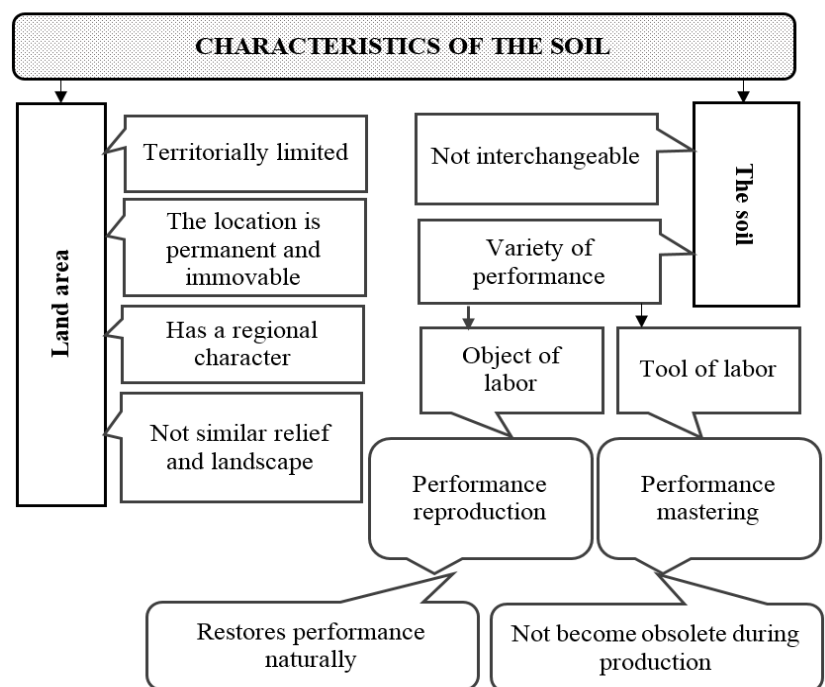 CHARACTERISTICS OF THE SOIL
Land area
Territorially limited
The location is
permanent and
immovable
Has a regional
character
Not similar relief
and landscape
The soil
Not interchangeable
Variety of
performance
Object of
labor
Tool of labor
Performance
reproduction
Performance
mastering
Restores performance
naturally
Not become obsolete during
production